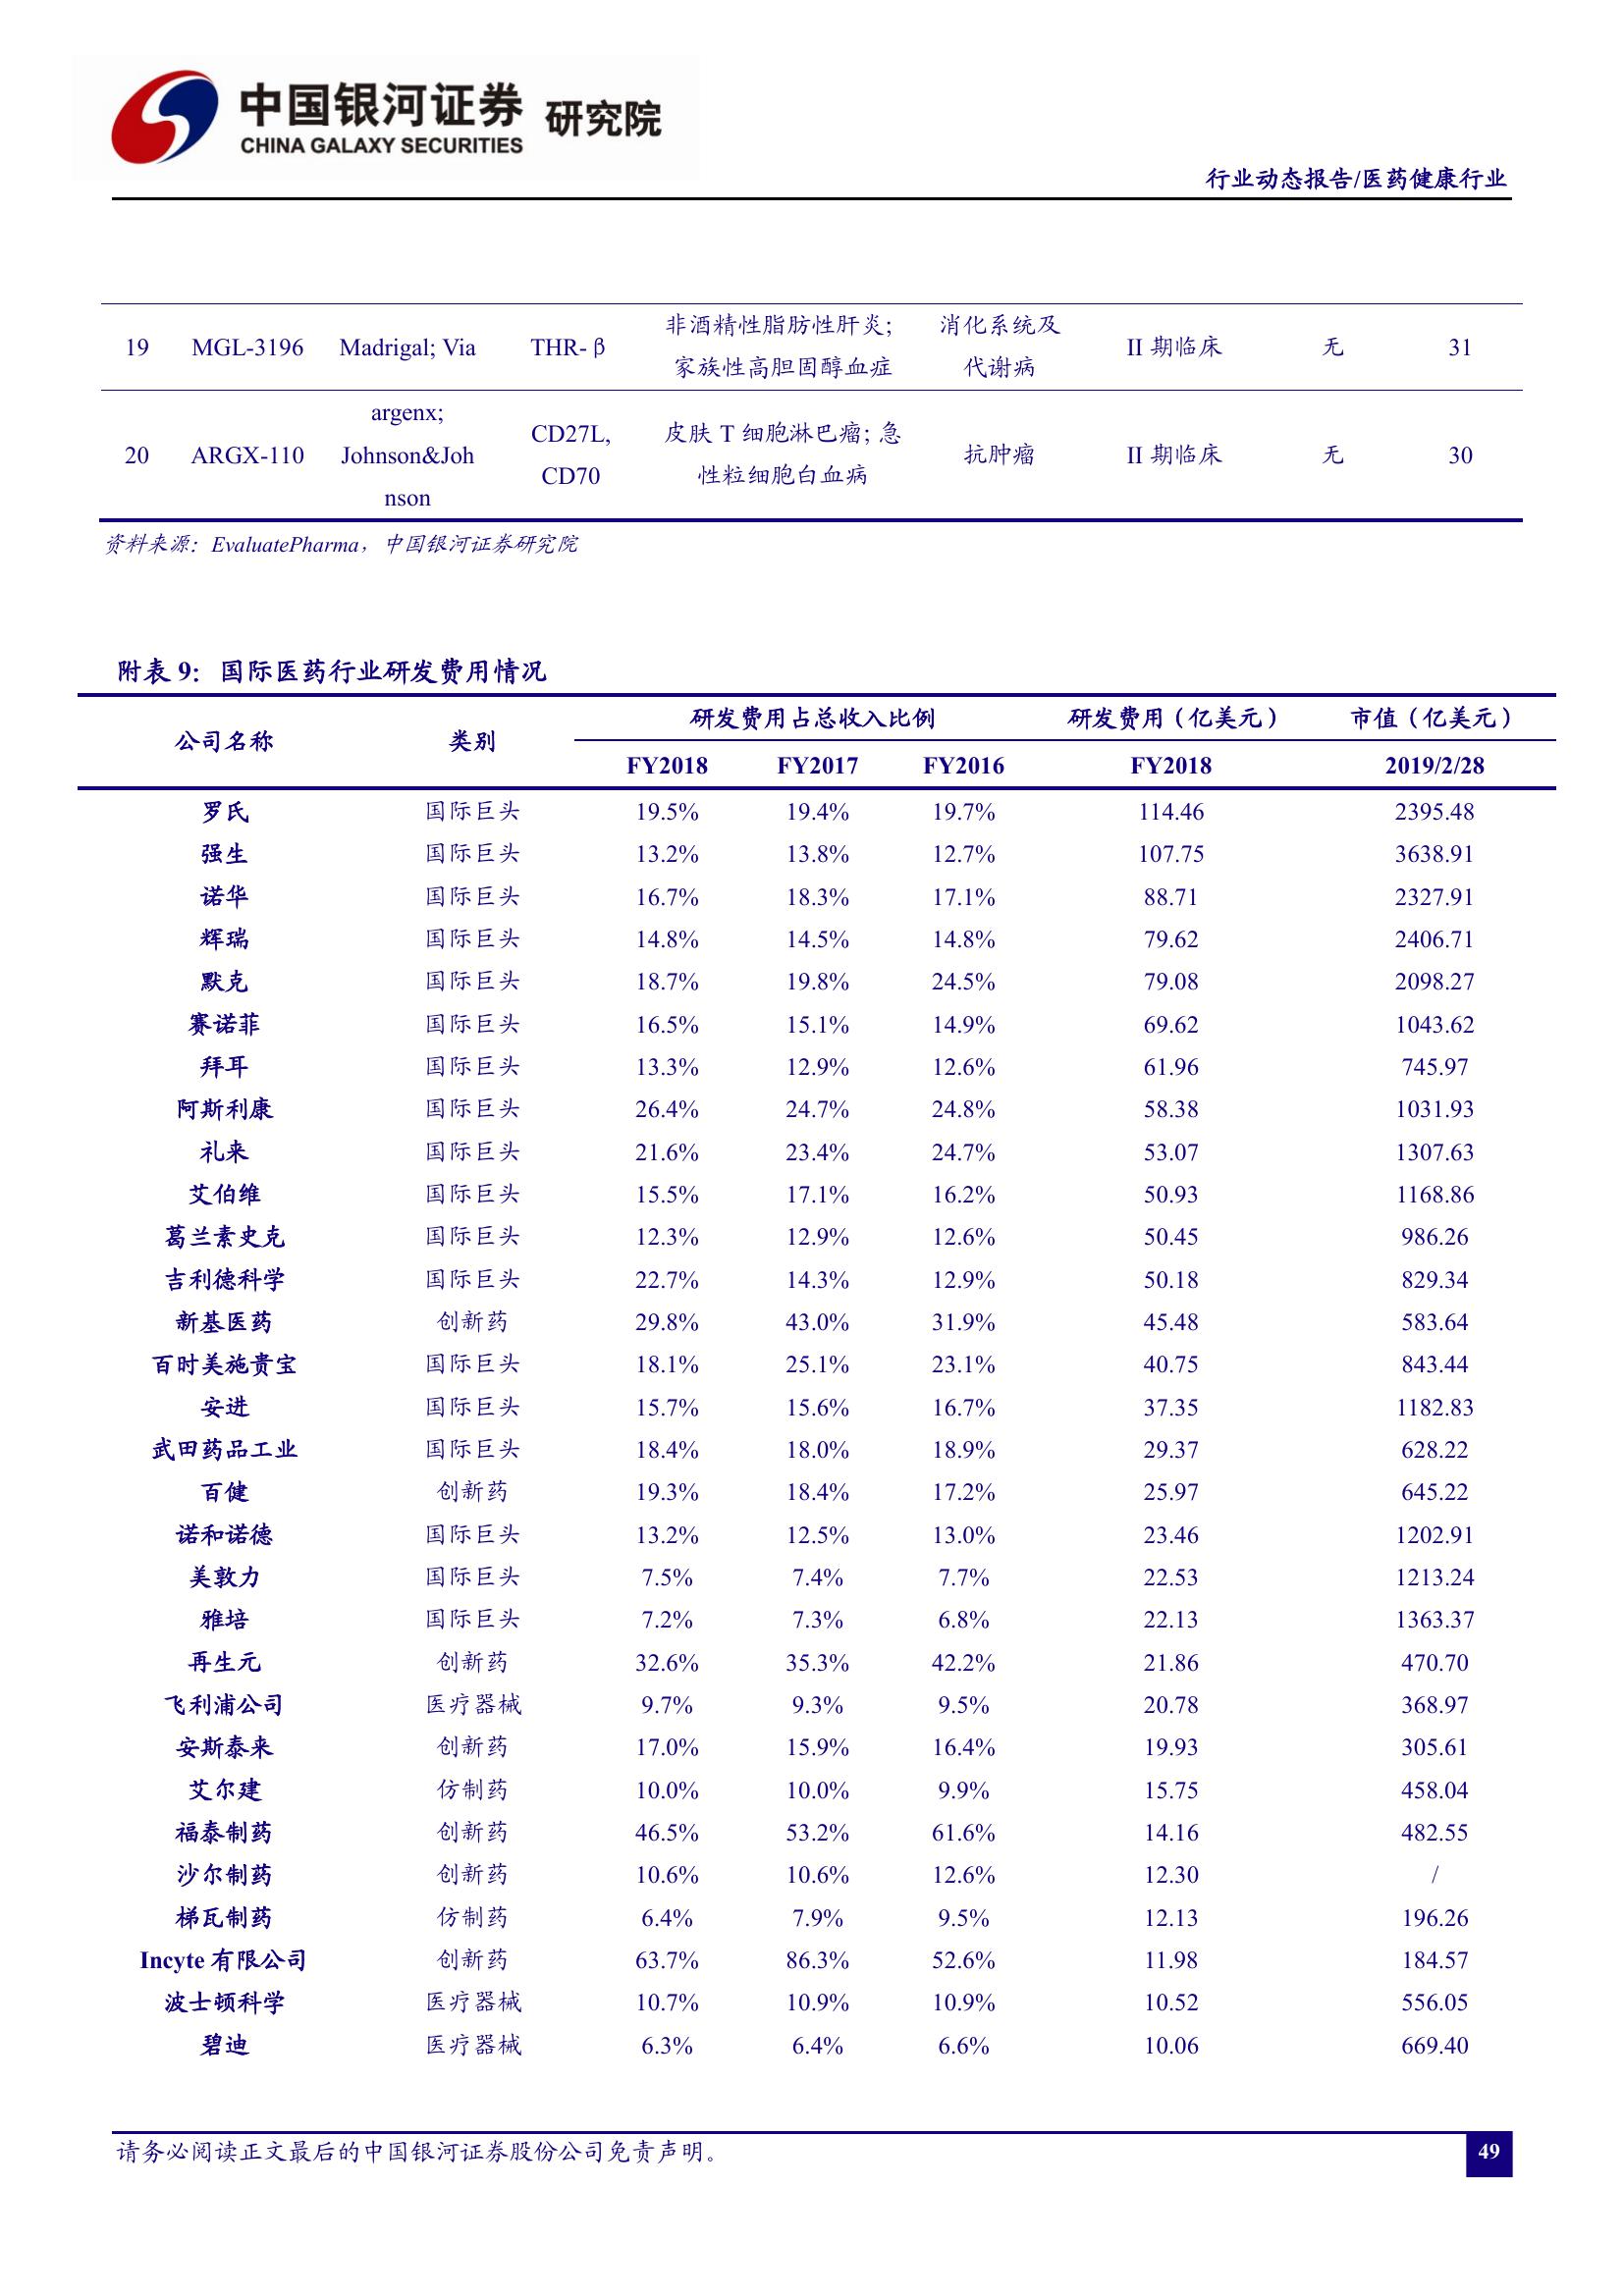 中国银河证券 研究院
CHINA GALAXY SECURITIES
行业动态报告/医药健康行业
19 MGL-3196 Madrigal; Via THR-β 非酒精性脂肪性肝炎; 家族性高胆固醇血症 消化系统及代谢病 II 期临床 无 31
20 ARGX-110 argenx; Johnson&Johnson CD27L, CD70 皮肤 T 细胞淋巴瘤; 急性粒细胞白血病 抗肿瘤 II 期临床 无 30
资料来源：EvaluatePharma，中国银河证券研究院
附表 9: 国际医药行业研发费用情况
公司名称 类别 研发费用占总收入比例 研发费用（亿美元） 市值（亿美元）
FY2018 FY2017 FY2016 FY2018 2019/2/28
罗氏 国际巨头 19.5% 19.4% 19.7% 114.46 2395.48
强生 国际巨头 13.2% 13.8% 12.7% 107.75 3638.91
诺华 国际巨头 16.7% 18.3% 17.1% 88.71 2327.91
辉瑞 国际巨头 14.8% 14.5% 14.8% 79.62 2406.71
默克 国际巨头 18.7% 19.8% 24.5% 79.08 2098.27
赛诺菲 国际巨头 16.5% 15.1% 14.9% 69.62 1043.62
拜耳 国际巨头 13.3% 12.9% 12.6% 61.96 745.97
阿斯利康 国际巨头 26.4% 24.7% 24.8% 58.38 1031.93
礼来 国际巨头 21.6% 23.4% 24.7% 53.07 1307.63
艾伯维 国际巨头 15.5% 17.1% 16.2% 50.93 1168.86
葛兰素史克 国际巨头 12.3% 12.9% 12.6% 50.45 986.26
吉利德科学 国际巨头 22.7% 14.3% 12.9% 50.18 829.34
新基医药 创新药 29.8% 43.0% 31.9% 45.48 583.64
百时美施贵宝 国际巨头 18.1% 25.1% 23.1% 40.75 843.44
安进 国际巨头 15.7% 15.6% 16.7% 37.35 1182.83
武田药品工业 国际巨头 18.4% 18.0% 18.9% 29.37 628.22
百健 创新药 19.3% 18.4% 17.2% 25.97 645.22
诺和诺德 国际巨头 13.2% 12.5% 13.0% 23.46 1202.91
美敦力 国际巨头 7.5% 7.4% 7.7% 22.53 1213.24
雅培 国际巨头 7.2% 7.3% 6.8% 22.13 1363.37
再生元 创新药 32.6% 35.3% 42.2% 21.86 470.70
飞利浦公司 医疗器械 9.7% 9.3% 9.5% 20.78 368.97
安斯泰来 创新药 17.0% 15.9% 16.4% 19.93 305.61
艾尔建 仿制药 10.0% 10.0% 9.9% 15.75 458.04
福泰制药 创新药 46.5% 53.2% 61.6% 14.16 482.55
沙尔制药 创新药 10.6% 10.6% 12.6% 12.30 /
梯瓦制药 仿制药 6.4% 7.9% 9.5% 12.13 196.26
Incyte 有限公司 创新药 63.7% 86.3% 52.6% 11.98 184.57
波士顿科学 医疗器械 10.7% 10.9% 10.9% 10.52 556.05
碧迪 医疗器械 6.3% 6.4% 6.6% 10.06 669.40
请务必阅读正文最后的中国银河证券股份公司免责声明。 49